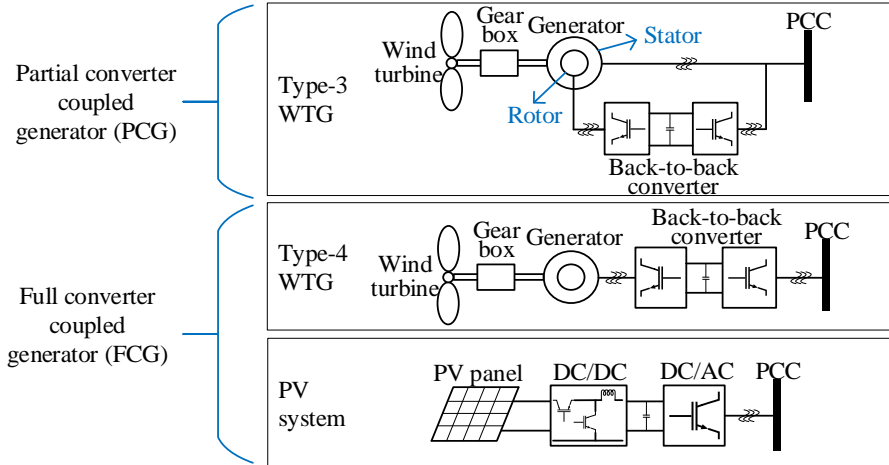 Partial converter
coupled
generator (PCG)
Type-3
WTG
Wind
turbine
Gear
box
Generator
Stator
Rotor
Back-to-back
converter
PCC
Full converter
coupled
generator (FCG)
Type-4
WTG
Wind
turbine
Gear
box
Generator
Back-to-back
converter
PCC
PV
system
PV panel
DC/DC
DC/AC
PCC